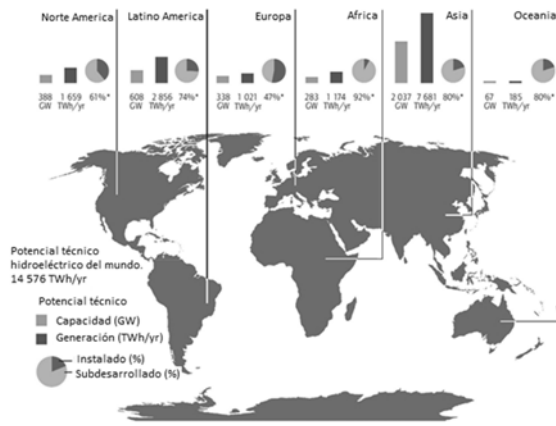 Norte America
Latino America
Europa
Africa
Asia
Oceania
388 GW
1 659 TWh/yr
61%*
608 GW
2 856 TWh/yr
74%*
338 GW
1 021 TWh/yr
47%*
283 GW
1 174 TWh/yr
92%*
2 037 GW
7 681 TWh/yr
80%*
67 GW
185 TWh/yr
80%*
Potencial técnico
hidroeléctrico del mundo.
14 576 TWh/yr
Potencial técnico
Capacidad (GW)
Generación (TWh/yr)
Instalado (%)
Subdesarrollado (%)